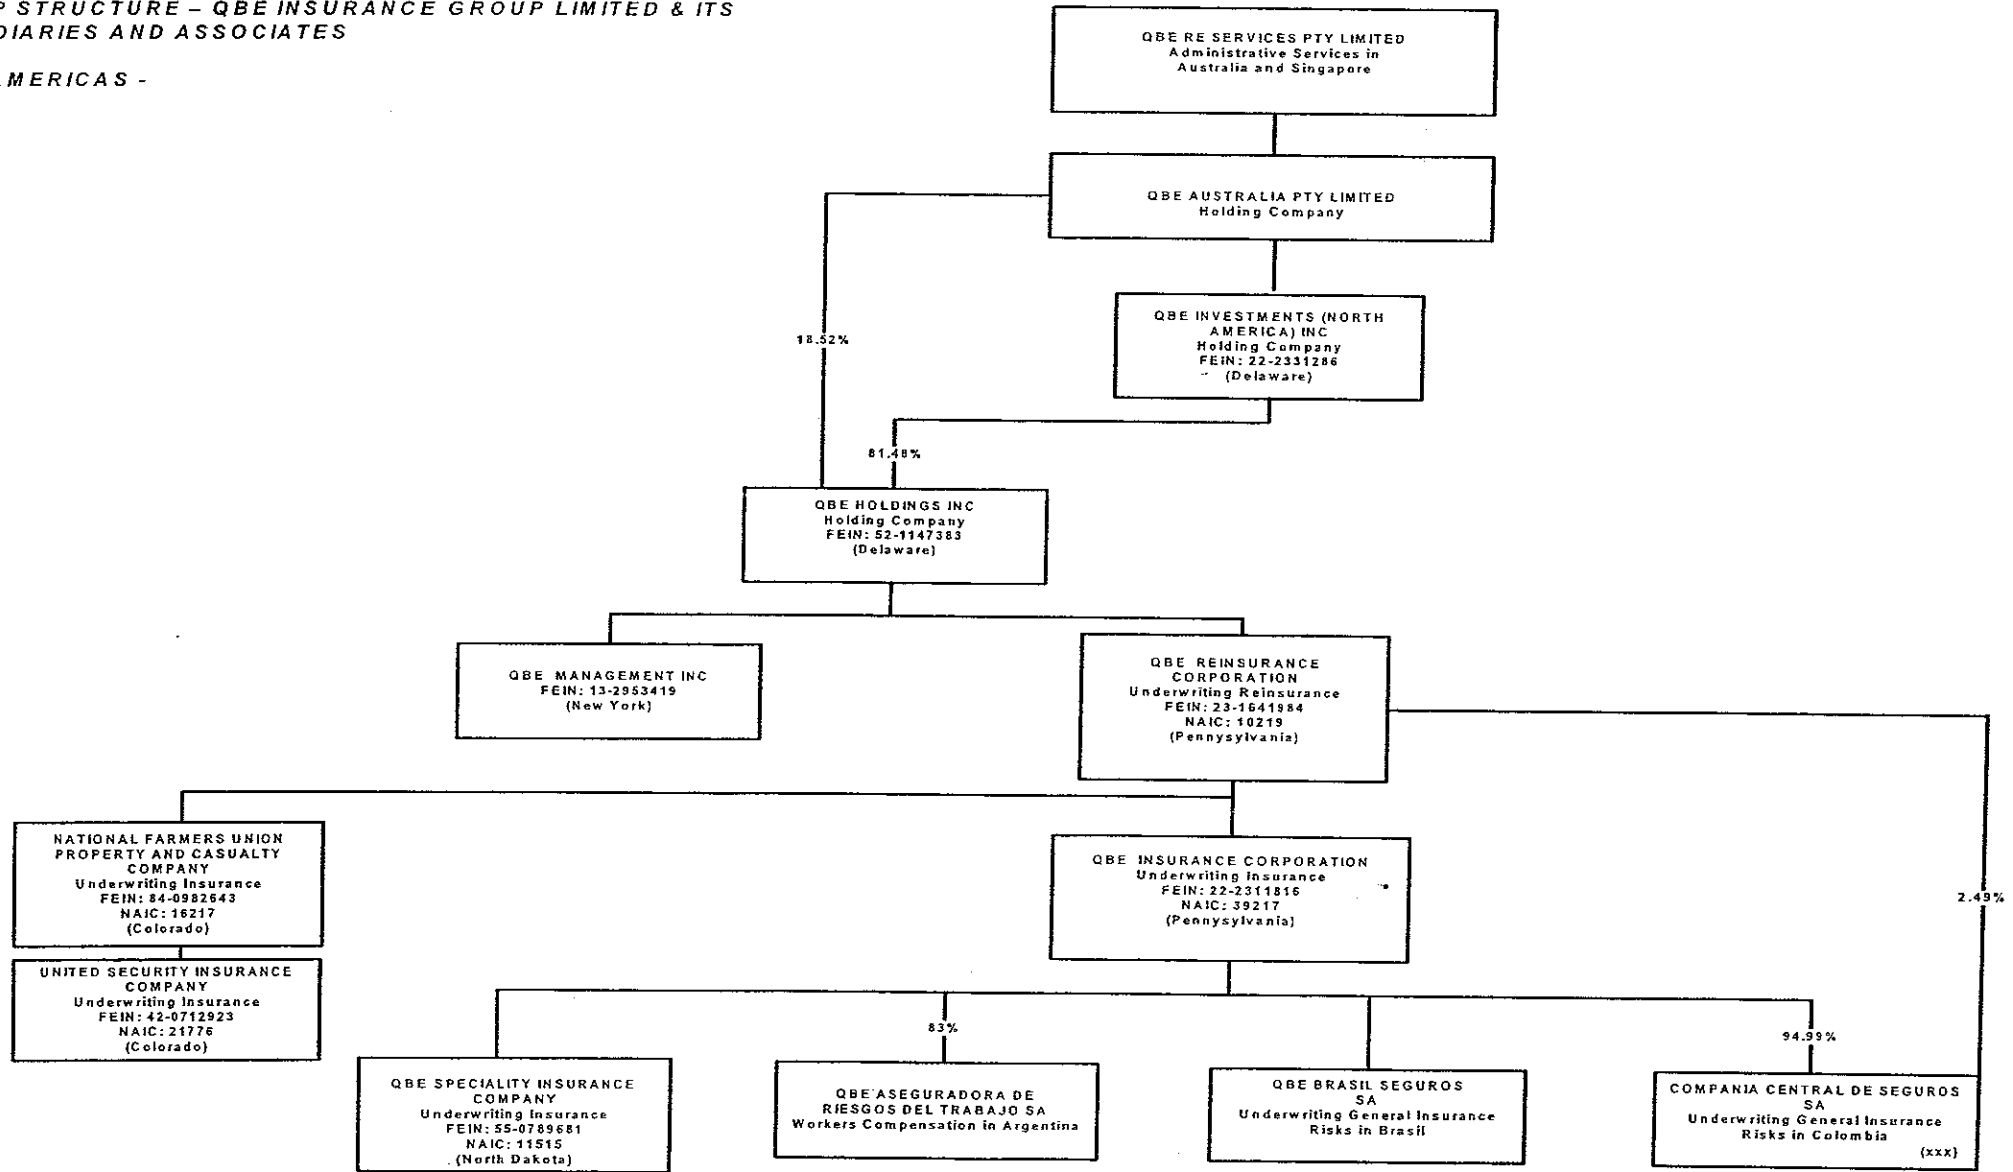 P STRUCTURE – QBE INSURANCE GROUP LIMITED & ITS
DIARIES AND ASSOCIATES
AMERICAS -
QBE RE SERVICES PTY LIMITED
Administrative Services in
Australia and Singapore
QBE AUSTRALIA PTY LIMITED
Holding Company
QBE INVESTMENTS (NORTH
AMERICA) INC
Holding Company
FEIN: 22-2331286
(Delaware)
18.52%
81.48%
QBE HOLDINGS INC
Holding Company
FEIN: 52-1147383
(Delaware)
QBE MANAGEMENT INC
FEIN: 13-2953419
(New York)
QBE REINSURANCE
CORPORATION
Underwriting Reinsurance
FEIN: 23-1641984
NAIC: 10219
(Pennysylvania)
NATIONAL FARMERS UNION
PROPERTY AND CASUALTY
COMPANY
Underwriting Insurance
FEIN: 84-0982643
NAIC: 16217
(Colorado)
QBE INSURANCE CORPORATION
Underwriting Insurance
FEIN: 22-2311816
NAIC: 39217
(Pennysylvania)
2.49%
UNITED SECURITY INSURANCE
COMPANY
Underwriting Insurance
FEIN: 42-0712923
NAIC: 21776
(Colorado)
83%
94.99%
QBE SPECIALITY INSURANCE
COMPANY
Underwriting Insurance
FEIN: 55-0789681
NAIC: 11515
(North Dakota)
QBE ASEGURADORA DE
RIESGOS DEL TRABAJO SA
Workers Compensation in Argentina
QBE BRASIL SEGUROS
SA
Underwriting General Insurance
Risks in Brasil
COMPANIA CENTRAL DE SEGUROS
SA
Underwriting General Insurance
Risks in Colombia
(xxx)